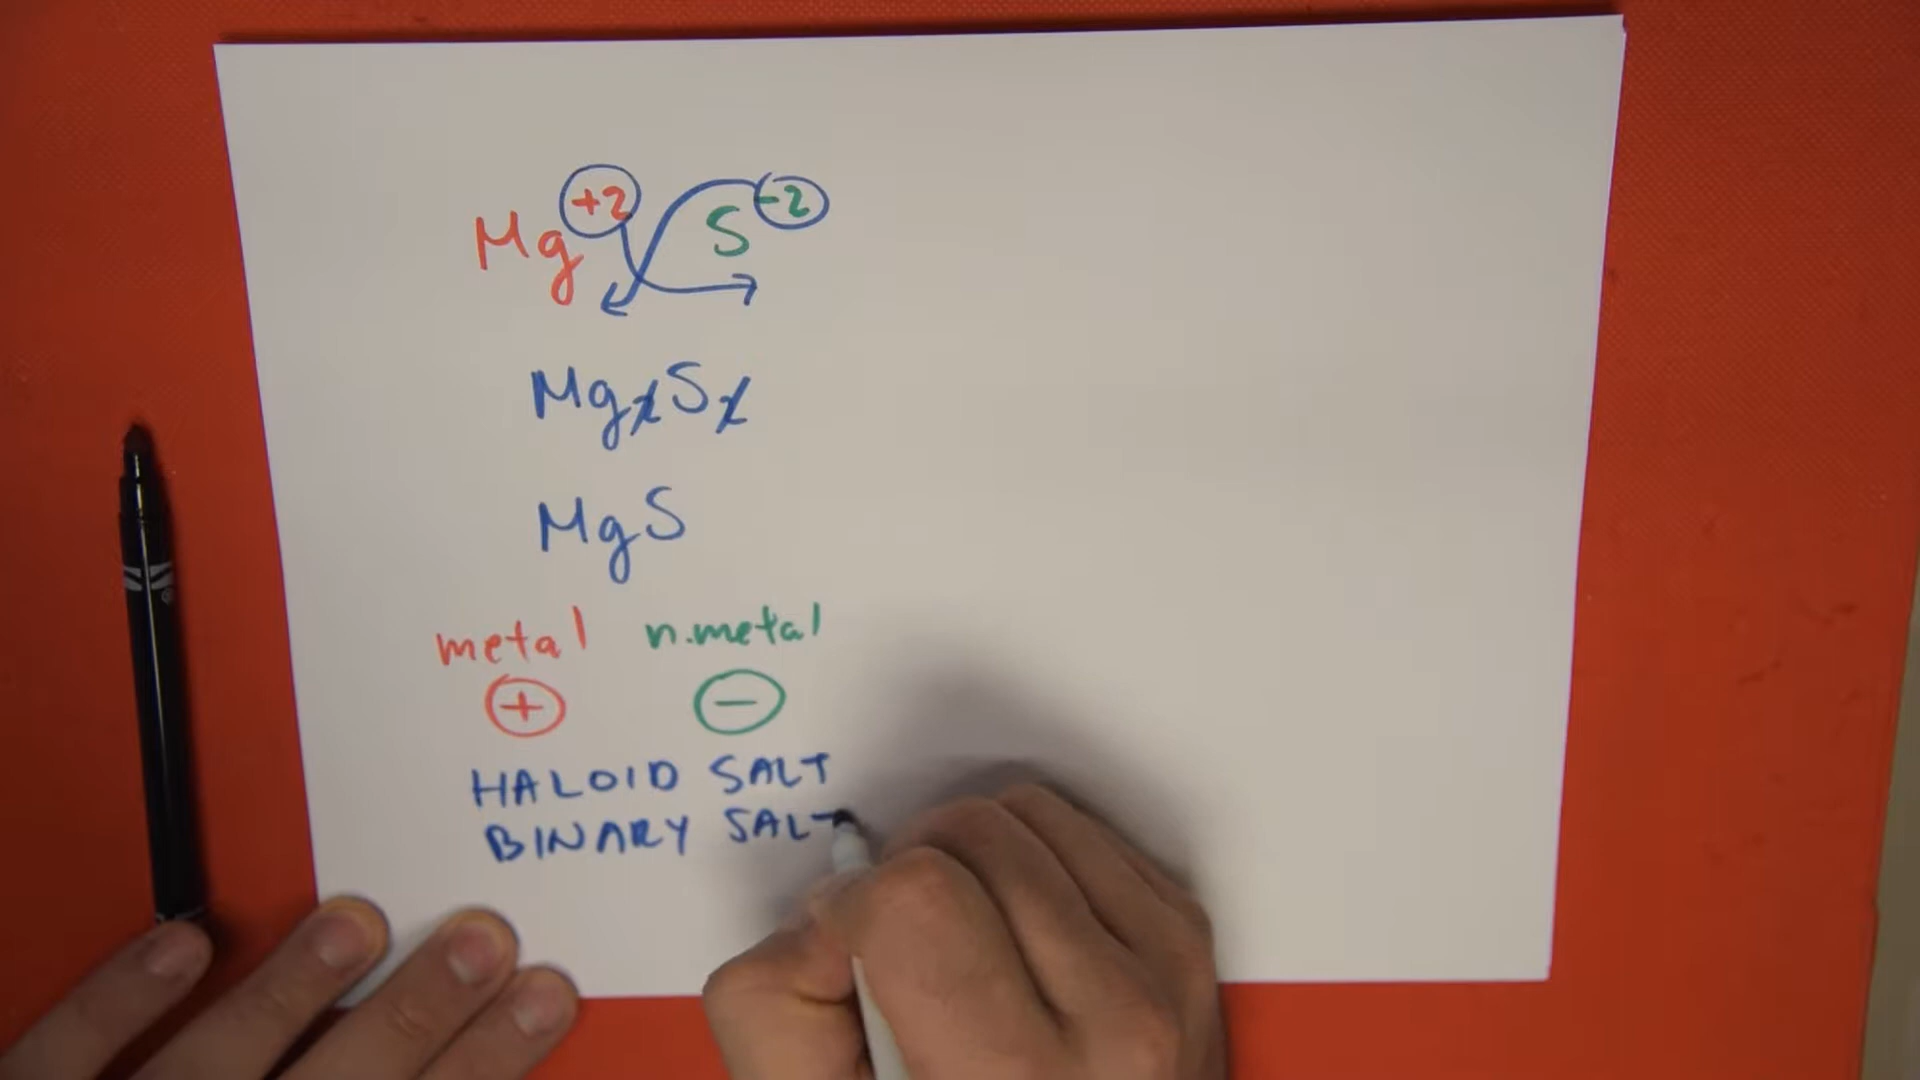 Mg+2 S-2
Mg2S2
MgS
metal n.metal
+ −
HALOID SALT
BINARY SALT